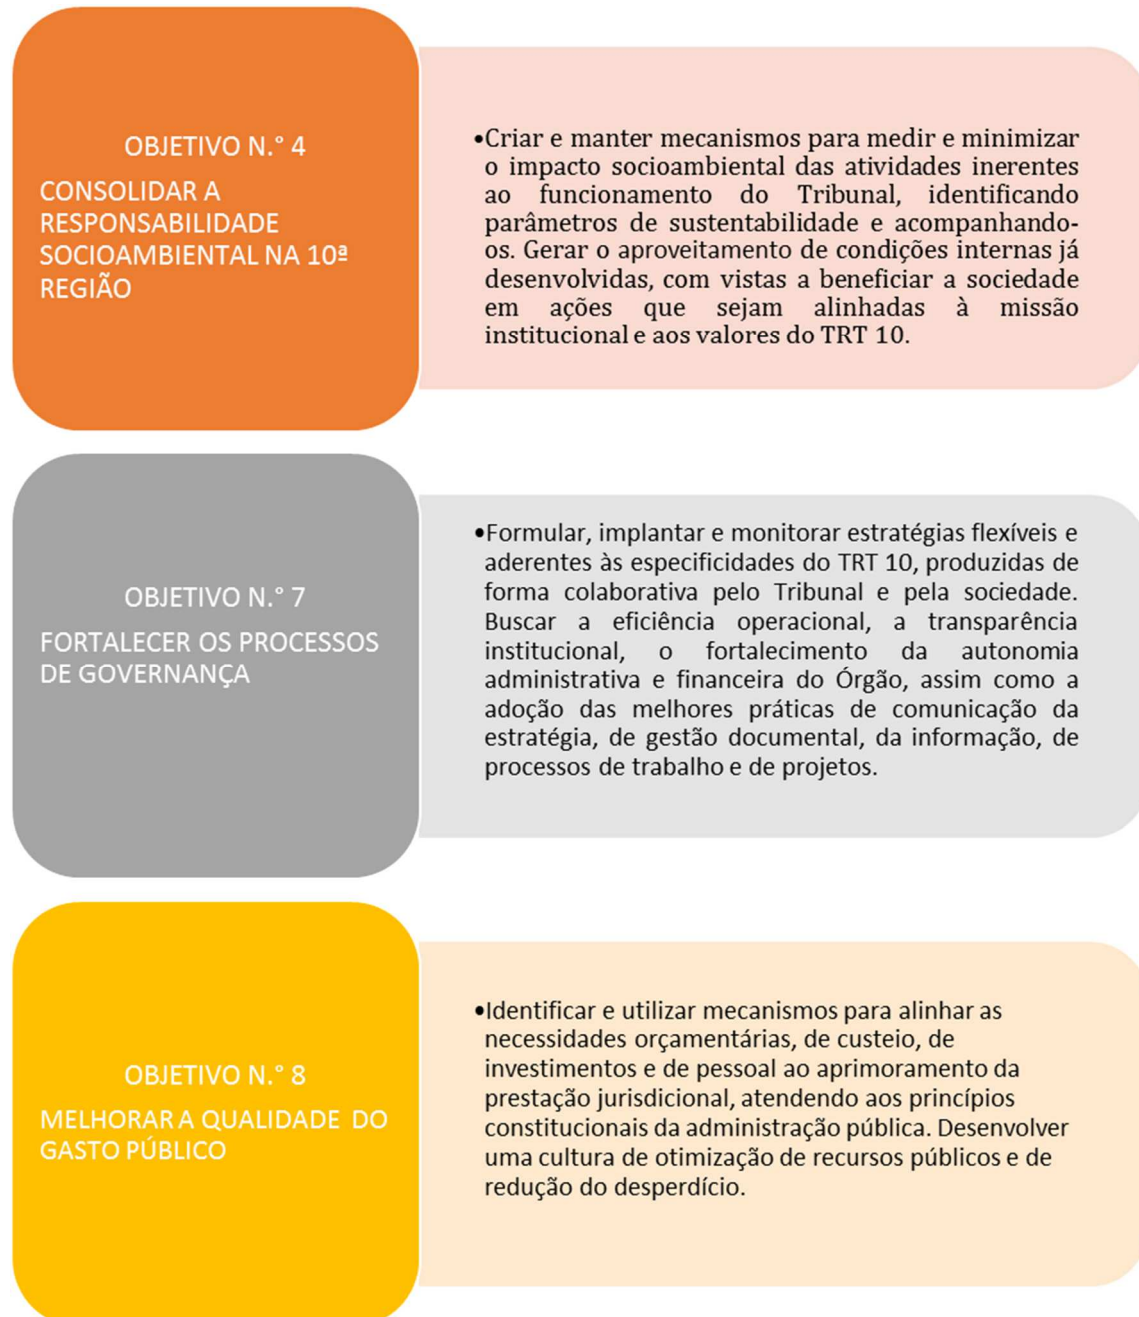 OBJETIVO N.° 4
CONSOLIDAR A
RESPONSABILIDADE
SOCIOAMBIENTAL NA 10ª
REGIÃO
•Criar e manter mecanismos para medir e minimizar
o impacto socioambiental das atividades inerentes
ao funcionamento do Tribunal, identificando
parâmetros de sustentabilidade e acompanhando-
os. Gerar o aproveitamento de condições internas já
desenvolvidas, com vistas a beneficiar a sociedade
em ações que sejam alinhadas à missão
institucional e aos valores do TRT 10.
OBJETIVO N.° 7
FORTALECER OS PROCESSOS
DE GOVERNANÇA
•Formular, implantar e monitorar estratégias flexíveis e
aderentes às especificidades do TRT 10, produzidas de
forma colaborativa pelo Tribunal e pela sociedade.
Buscar a eficiência operacional, a transparência
institucional, o fortalecimento da autonomia
administrativa e financeira do Órgão, assim como a
adoção das melhores práticas de comunicação da
estratégia, de gestão documental, da informação, de
processos de trabalho e de projetos.
OBJETIVO N.° 8
MELHORAR A QUALIDADE DO
GASTO PÚBLICO
•Identificar e utilizar mecanismos para alinhar as
necessidades orçamentárias, de custeio, de
investimentos e de pessoal ao aprimoramento da
prestação jurisdicional, atendendo aos princípios
constitucionais da administração pública. Desenvolver
uma cultura de otimização de recursos públicos e de
redução do desperdício.